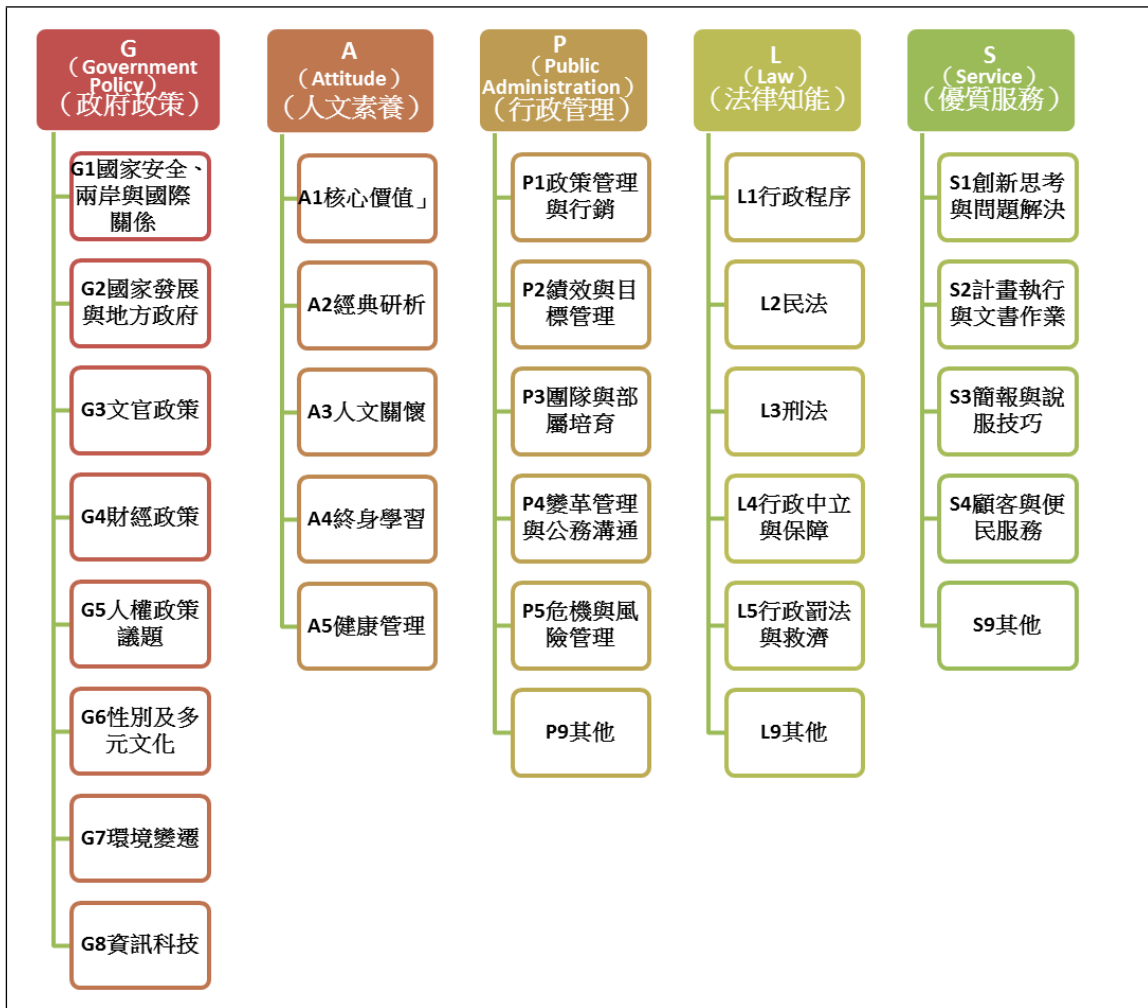 G
（Government
Policy）
（政府政策）
G1國家安全、
兩岸與國際
關係
G2國家發展
與地方政府
G3文官政策
G4財經政策
G5人權政策
議題
G6性別及多
元文化
G7環境變遷
G8資訊科技
A
（Attitude）
（人文素養）
A1核心價值」
A2經典研析
A3人文關懷
A4終身學習
A5健康管理
P
（Public
Administration）
（行政管理）
P1政策管理
與行銷
P2績效與目
標管理
P3團隊與部
屬培育
P4變革管理
與公務溝通
P5危機與風
險管理
P9其他
L
（Law）
（法律知能）
L1行政程序
L2民法
L3刑法
L4行政中立
與保障
L5行政罰法
與救濟
L9其他
S
（Service）
（優質服務）
S1創新思考
與問題解決
S2計畫執行
與文書作業
S3簡報與說
服技巧
S4顧客與便
民服務
S9其他